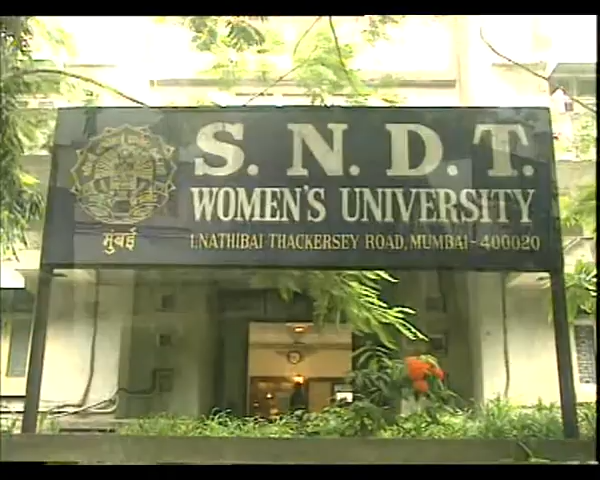 S. N. D. T.
WOMEN'S UNIVERSITY
मुंबई
1, NATHIBAI THACKERSEY ROAD, MUMBAI - 400020